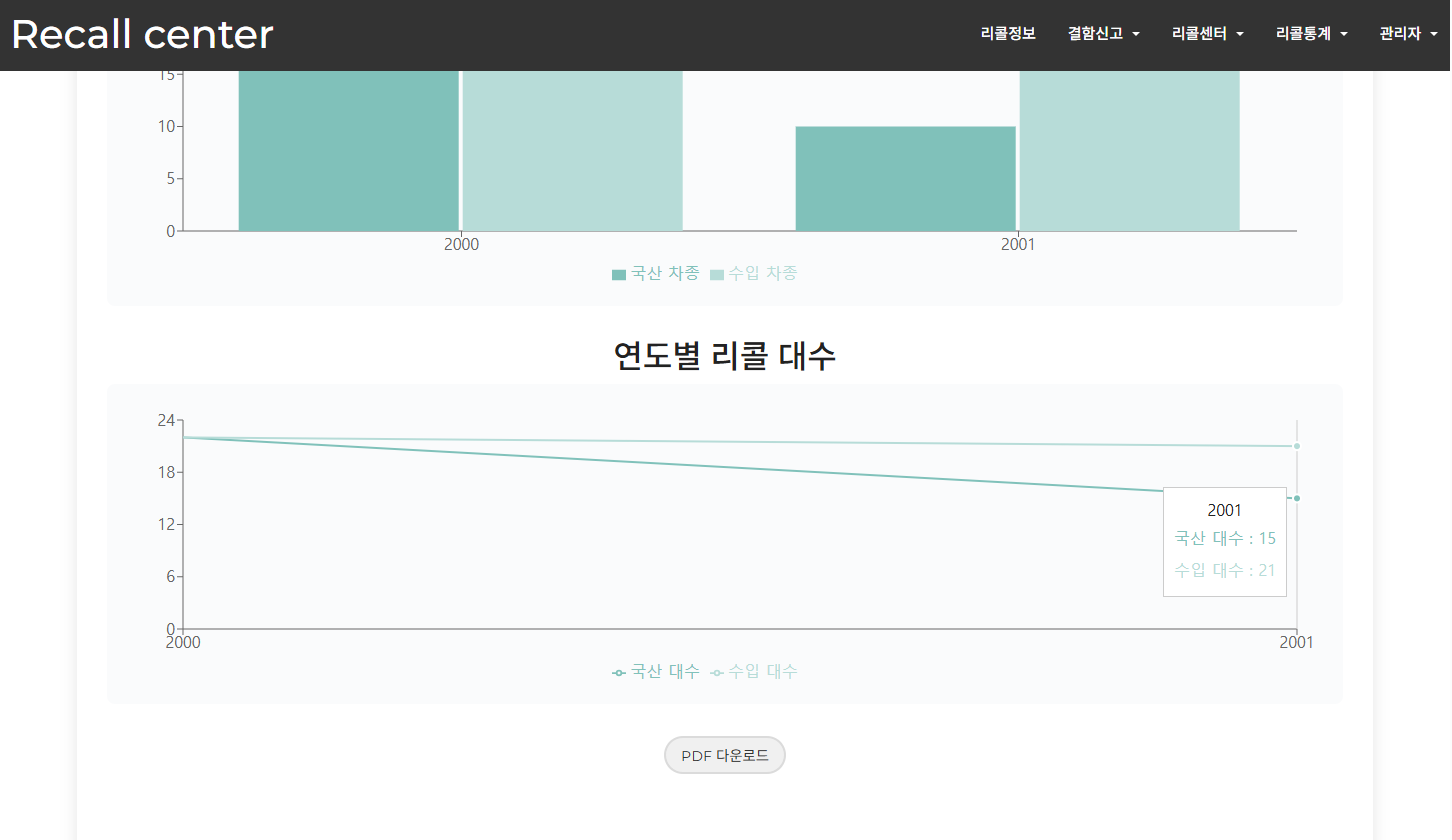 Recall center
리콜정보 결함신고 리콜센터 리콜통계 관리자
15
10
5
0
2000 2001
국산 차종 수입 차종
연도별 리콜 대수
24
18
12
6
0
2001
국산 대수 : 15
수입 대수 : 21
2000 2001
국산 대수 수입 대수
PDF 다운로드